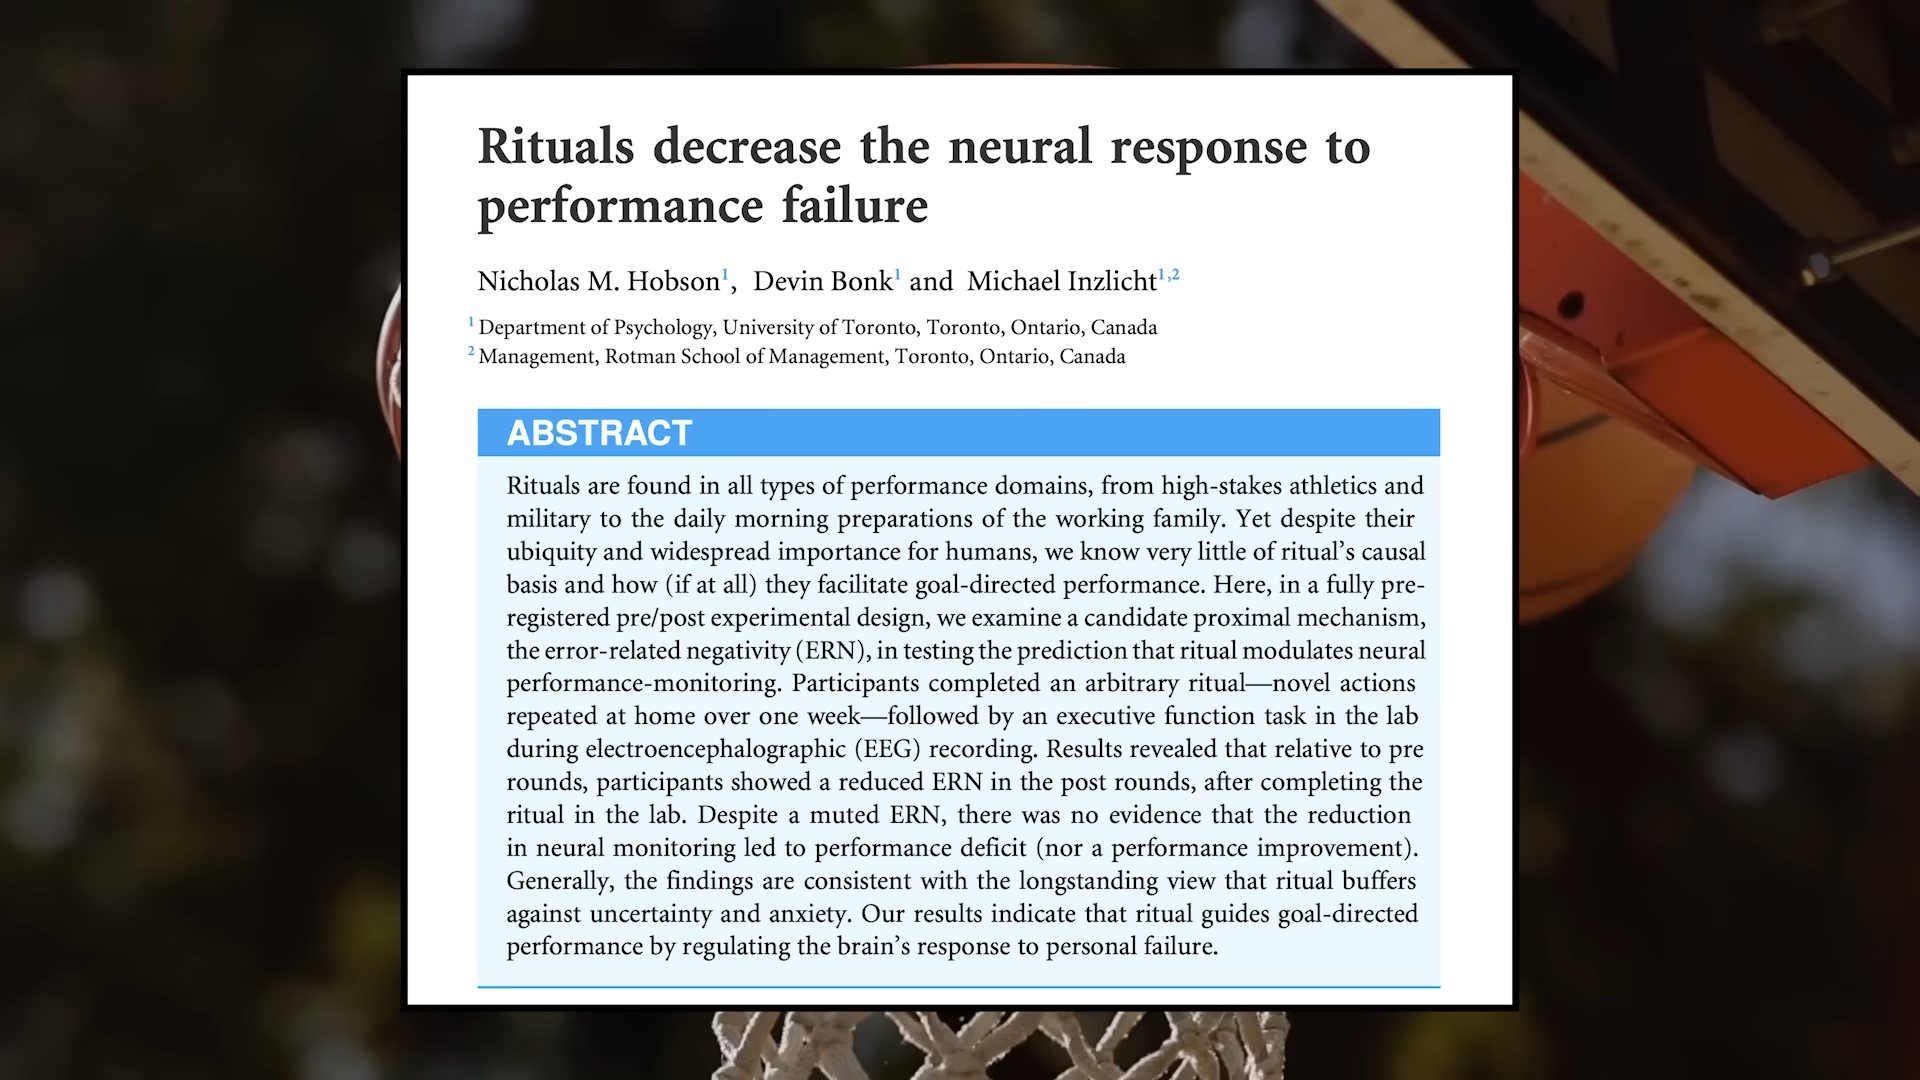 Rituals decrease the neural response to
performance failure
Nicholas M. Hobson1, Devin Bonk1 and Michael Inzlicht1,2
1 Department of Psychology, University of Toronto, Toronto, Ontario, Canada
2 Management, Rotman School of Management, Toronto, Ontario, Canada
ABSTRACT
Rituals are found in all types of performance domains, from high-stakes athletics and
military to the daily morning preparations of the working family. Yet despite their
ubiquity and widespread importance for humans, we know very little of ritual’s causal
basis and how (if at all) they facilitate goal-directed performance. Here, in a fully pre-
registered pre/post experimental design, we examine a candidate proximal mechanism,
the error-related negativity (ERN), in testing the prediction that ritual modulates neural
performance-monitoring. Participants completed an arbitrary ritual—novel actions
repeated at home over one week—followed by an executive function task in the lab
during electroencephalographic (EEG) recording. Results revealed that relative to pre
rounds, participants showed a reduced ERN in the post rounds, after completing the
ritual in the lab. Despite a muted ERN, there was no evidence that the reduction
in neural monitoring led to performance deficit (nor a performance improvement).
Generally, the findings are consistent with the longstanding view that ritual buffers
against uncertainty and anxiety. Our results indicate that ritual guides goal-directed
performance by regulating the brain’s response to personal failure.